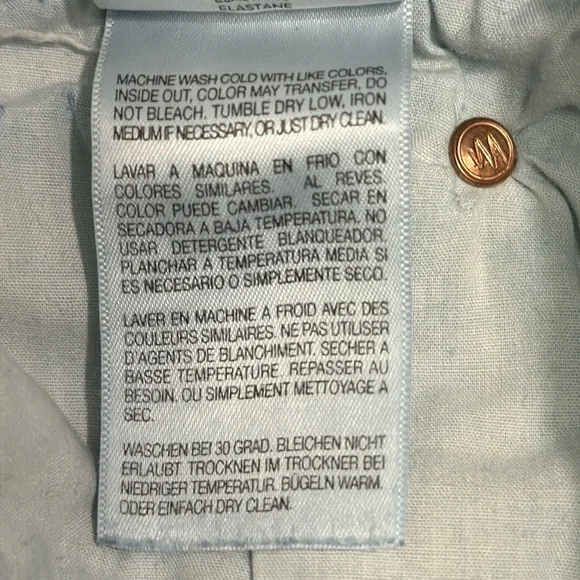 ELASTANE
MACHINE WASH COLD WITH LIKE COLORS,
INSIDE OUT, COLOR MAY TRANSFER, DO
NOT BLEACH. TUMBLE DRY LOW, IRON
MEDIUM IF NECESSARY, OR JUST DRY CLEAN.
LAVAR A MAQUINA EN FRIO CON
COLORES SIMILARES. AL REVES.
COLOR PUEDE CAMBIAR. SECAR EN
SECADORA A BAJA TEMPERATURA. NO
USAR DETERGENTE BLANQUEADOR.
PLANCHAR A TEMPERATURA MEDIA SI
ES NECESARIO O SIMPLEMENTE SECO.
LAVER EN MACHINE A FROID AVEC DES
COULEURS SIMILAIRES. NE PAS UTILISER
D'AGENTS DE BLANCHIMENT. SECHER A
BASSE TEMPERATURE. REPASSER AU
BESOIN. OU SIMPLEMENT METTOYAGE A
SEC.
WASCHEN BEI 30 GRAD. BLEICHEN NICHT
ERLAUBT. TROCKNEN IM TROCKNER BEI
NIEDRIGER TEMPERATUR. BÜGELN WARM.
ODER EINFACH DRY CLEAN.